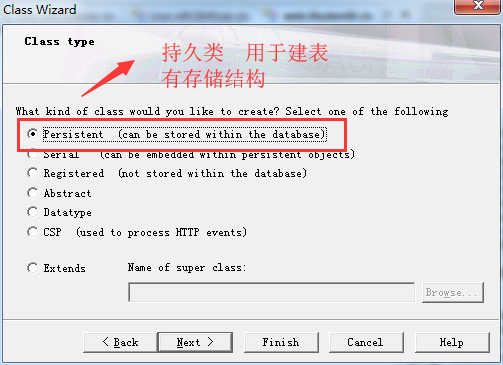 Class Wizard
Class type
持久类 用于建表
有存储结构
What kind of class would you like to create? Select one of the following
Persistent (can be stored within the database)
Serial (can be embedded within persistent objects)
Registered (not stored within the database)
Abstract
Datatype
CSP (used to process HTTP events)
Extends Name of super class:
Browse...
< Back Next > Finish Cancel Help